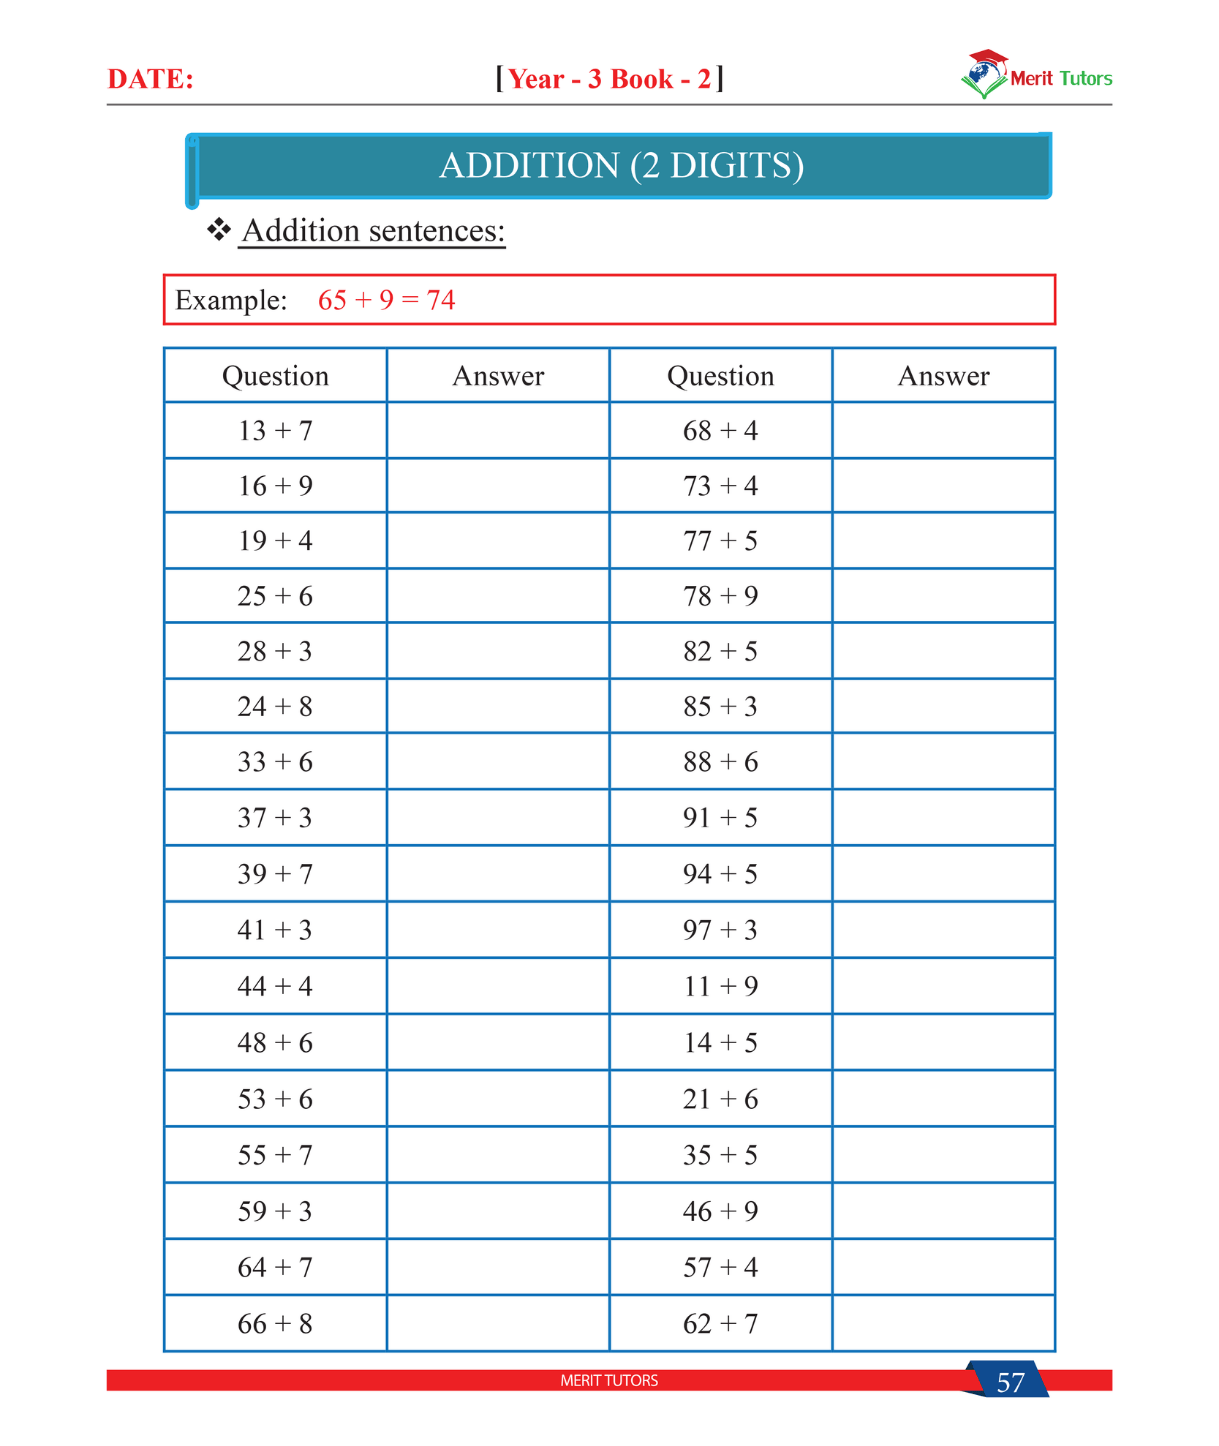 DATE:
[Year - 3 Book - 2]
Merit Tutors
ADDITION (2 DIGITS)
❖ Addition sentences:
Example: 65 + 9 = 74
Question Answer Question Answer
13 + 7 68 + 4
16 + 9 73 + 4
19 + 4 77 + 5
25 + 6 78 + 9
28 + 3 82 + 5
24 + 8 85 + 3
33 + 6 88 + 6
37 + 3 91 + 5
39 + 7 94 + 5
41 + 3 97 + 3
44 + 4 11 + 9
48 + 6 14 + 5
53 + 6 21 + 6
55 + 7 35 + 5
59 + 3 46 + 9
64 + 7 57 + 4
66 + 8 62 + 7
MERIT TUTORS
57